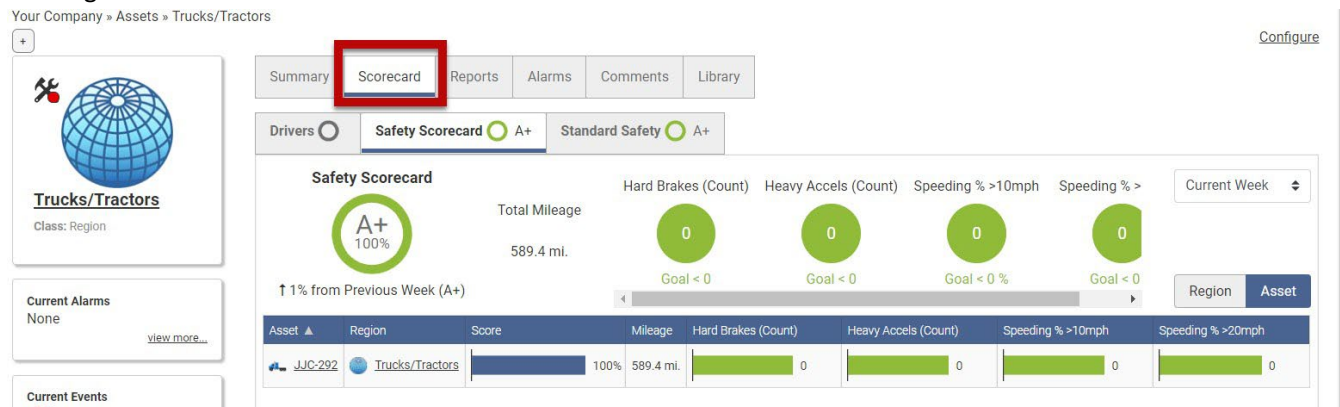 Your Company » Assets » Trucks/Tractors
+
Configure
Trucks/Tractors
Class: Region
Current Alarms
None
view more...
Current Events
Summary Scorecard Reports Alarms Comments Library
Drivers Safety Scorecard A+ Standard Safety A+
Safety Scorecard
A+
100%
↑ 1% from Previous Week (A+)
Total Mileage
589.4 mi.
Hard Brakes (Count) Heavy Accels (Count) Speeding % >10mph Speeding % >
0 0 0 0
Goal < 0 Goal < 0 Goal < 0 % Goal < 0
Current Week
Region Asset
Asset ▲ Region Score Mileage Hard Brakes (Count) Heavy Accels (Count) Speeding % >10mph Speeding % >20mph
JJC-292 Trucks/Tractors 100% 589.4 mi. 0 0 0 0